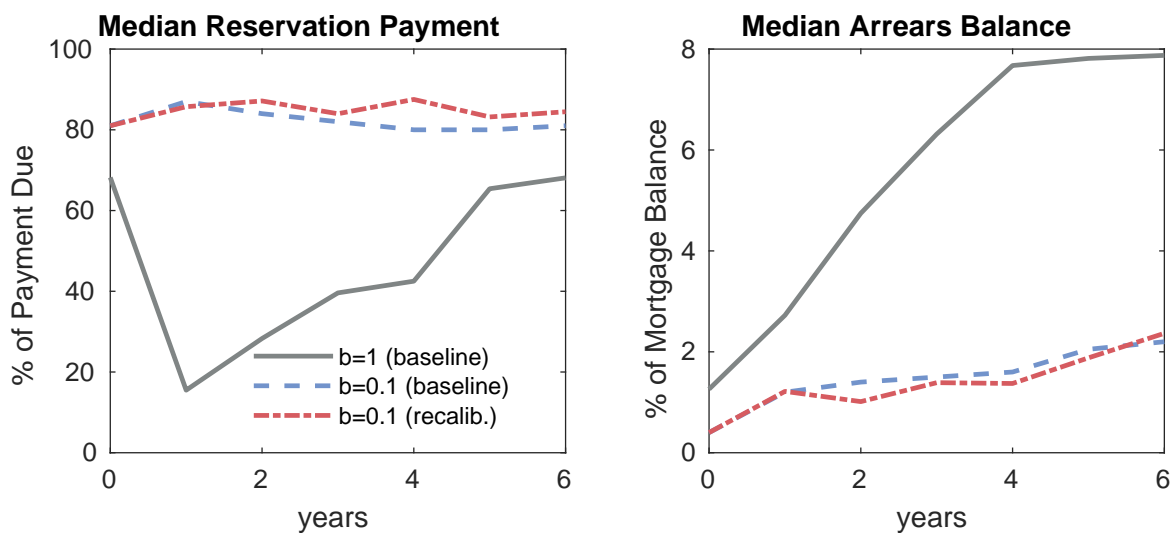 Median Reservation Payment
100
80
60
40
20
0
% of Payment Due
b=1 (baseline)
b=0.1 (baseline)
b=0.1 (recalib.)
0 2 4 6
years
Median Arrears Balance
8
6
4
2
0
% of Mortgage Balance
0 2 4 6
years